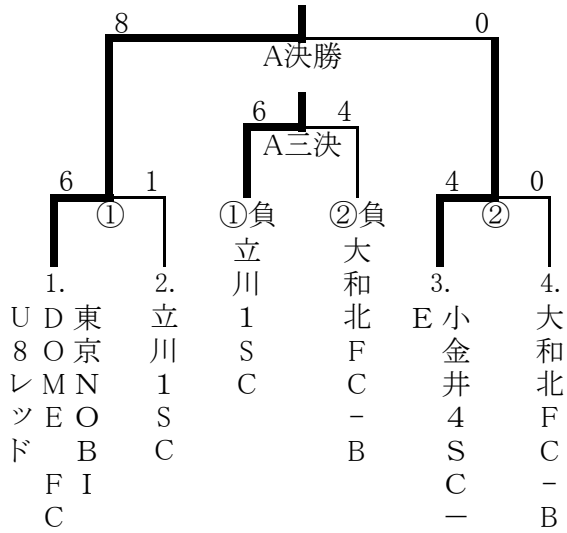 8
0
A決勝
6
4
A三決
6
1
4
0
①
①負
②負
②
立川1SC
大和北FC-B
1.
2.
3.
4.
東京NOBI
DOME FC
U8レッド
立川1SC
小金井4SC－
E
大和北FC-B